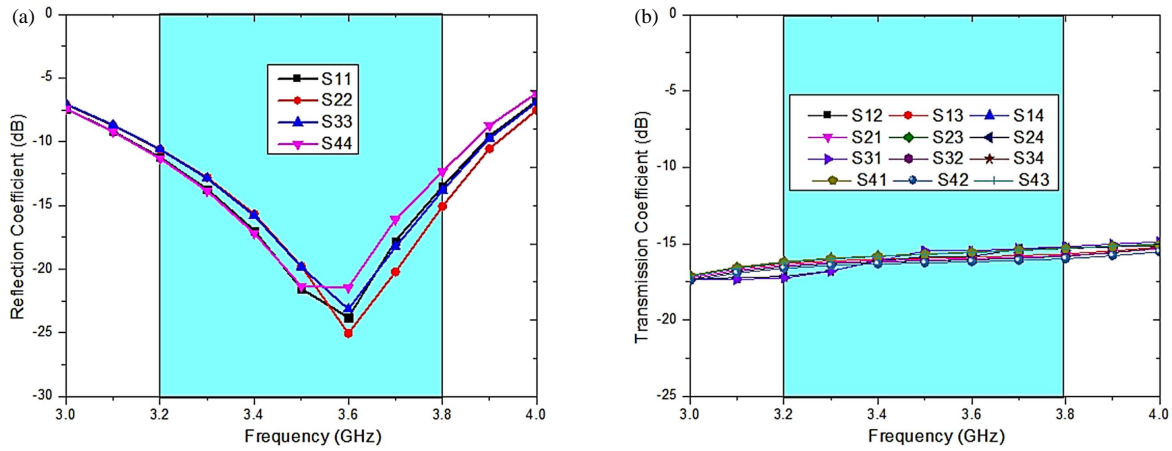 (a)
0
-5
-10
-15
-20
-25
-30
Reflection Coefficient (dB)
S11
S22
S33
S44
3.0 3.2 3.4 3.6 3.8 4.0
Frequency (GHz)
(b)
0
-5
-10
-15
-20
-25
Transmission Coefficient (dB)
S12 S13 S14
S21 S23 S24
S31 S32 S34
S41 S42 S43
3.0 3.2 3.4 3.6 3.8 4.0
Frequency (GHz)